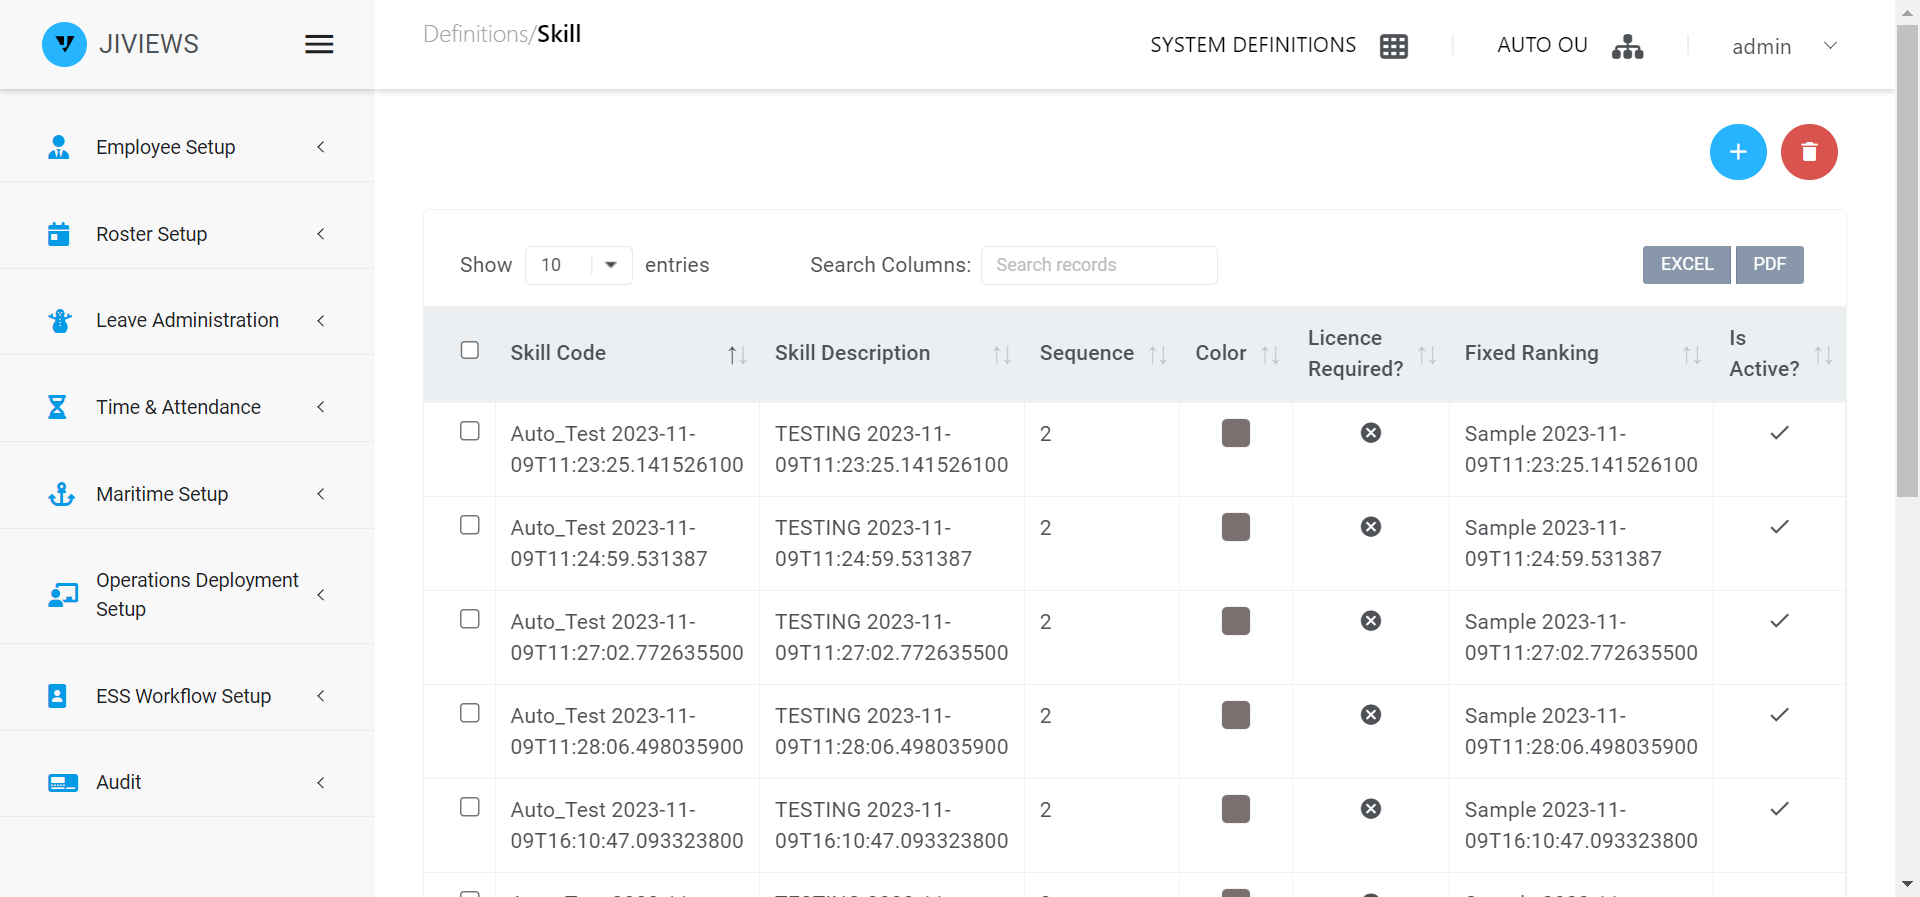 JIVIEWS
Definitions/Skill
SYSTEM DEFINITIONS
AUTO OU
admin
Employee Setup
Roster Setup
Leave Administration
Time & Attendance
Maritime Setup
Operations Deployment
Setup
ESS Workflow Setup
Audit
Show 10 entries
Search Columns: Search records
EXCEL PDF
Skill Code
Skill Description
Sequence
Color
Licence
Required?
Fixed Ranking
Is
Active?
Auto_Test 2023-11-
09T11:23:25.141526100
TESTING 2023-11-
09T11:23:25.141526100
2
Sample 2023-11-
09T11:23:25.141526100
Auto_Test 2023-11-
09T11:24:59.531387
TESTING 2023-11-
09T11:24:59.531387
2
Sample 2023-11-
09T11:24:59.531387
Auto_Test 2023-11-
09T11:27:02.772635500
TESTING 2023-11-
09T11:27:02.772635500
2
Sample 2023-11-
09T11:27:02.772635500
Auto_Test 2023-11-
09T11:28:06.498035900
TESTING 2023-11-
09T11:28:06.498035900
2
Sample 2023-11-
09T11:28:06.498035900
Auto_Test 2023-11-
09T16:10:47.093323800
TESTING 2023-11-
09T16:10:47.093323800
2
Sample 2023-11-
09T16:10:47.093323800